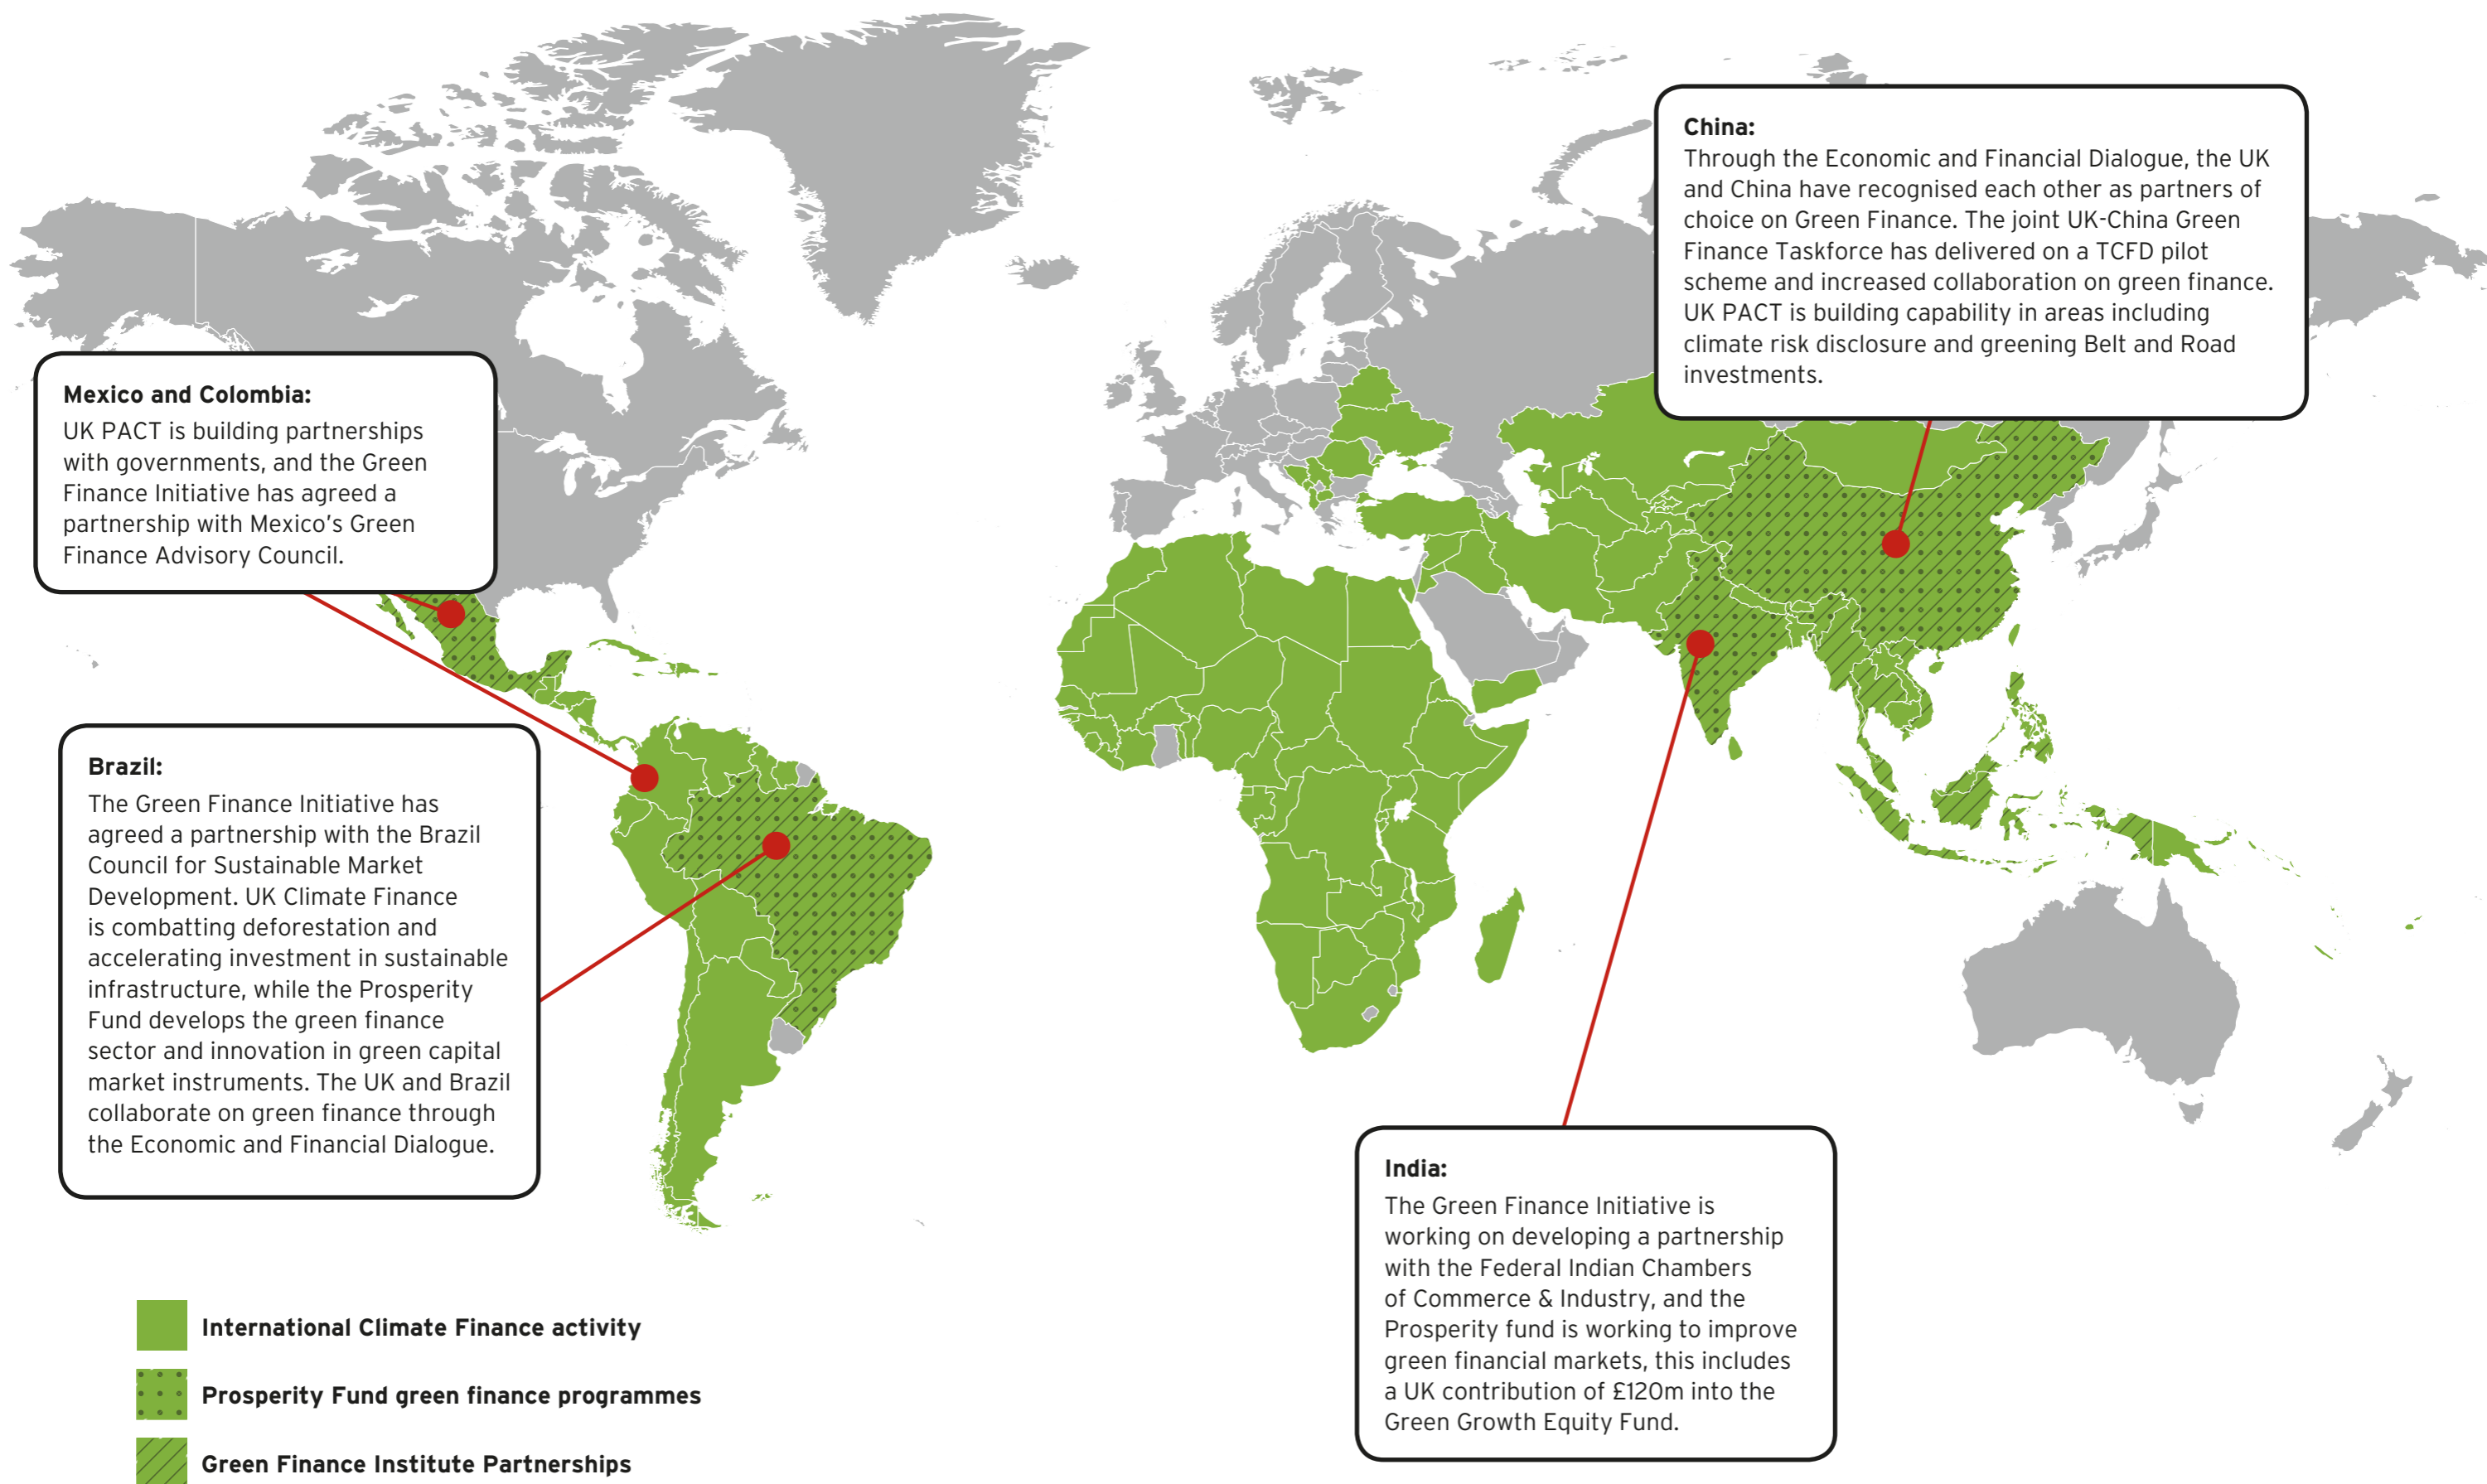 China:
Through the Economic and Financial Dialogue, the UK
and China have recognised each other as partners of
choice on Green Finance. The joint UK-China Green
Finance Taskforce has delivered on a TCFD pilot
scheme and increased collaboration on green finance.
UK PACT is building capability in areas including
climate risk disclosure and greening Belt and Road
investments.
Mexico and Colombia:
UK PACT is building partnerships
with governments, and the Green
Finance Initiative has agreed a
partnership with Mexico's Green
Finance Advisory Council.
Brazil:
The Green Finance Initiative has
agreed a partnership with the Brazil
Council for Sustainable Market
Development. UK Climate Finance
is combatting deforestation and
accelerating investment in sustainable
infrastructure, while the Prosperity
Fund develops the green finance
sector and innovation in green capital
market instruments. The UK and Brazil
collaborate on green finance through
the Economic and Financial Dialogue.
India:
The Green Finance Initiative is
working on developing a partnership
with the Federal Indian Chambers
of Commerce & Industry, and the
Prosperity fund is working to improve
green financial markets, this includes
a UK contribution of £120m into the
Green Growth Equity Fund.
International Climate Finance activity
Prosperity Fund green finance programmes
Green Finance Institute Partnerships